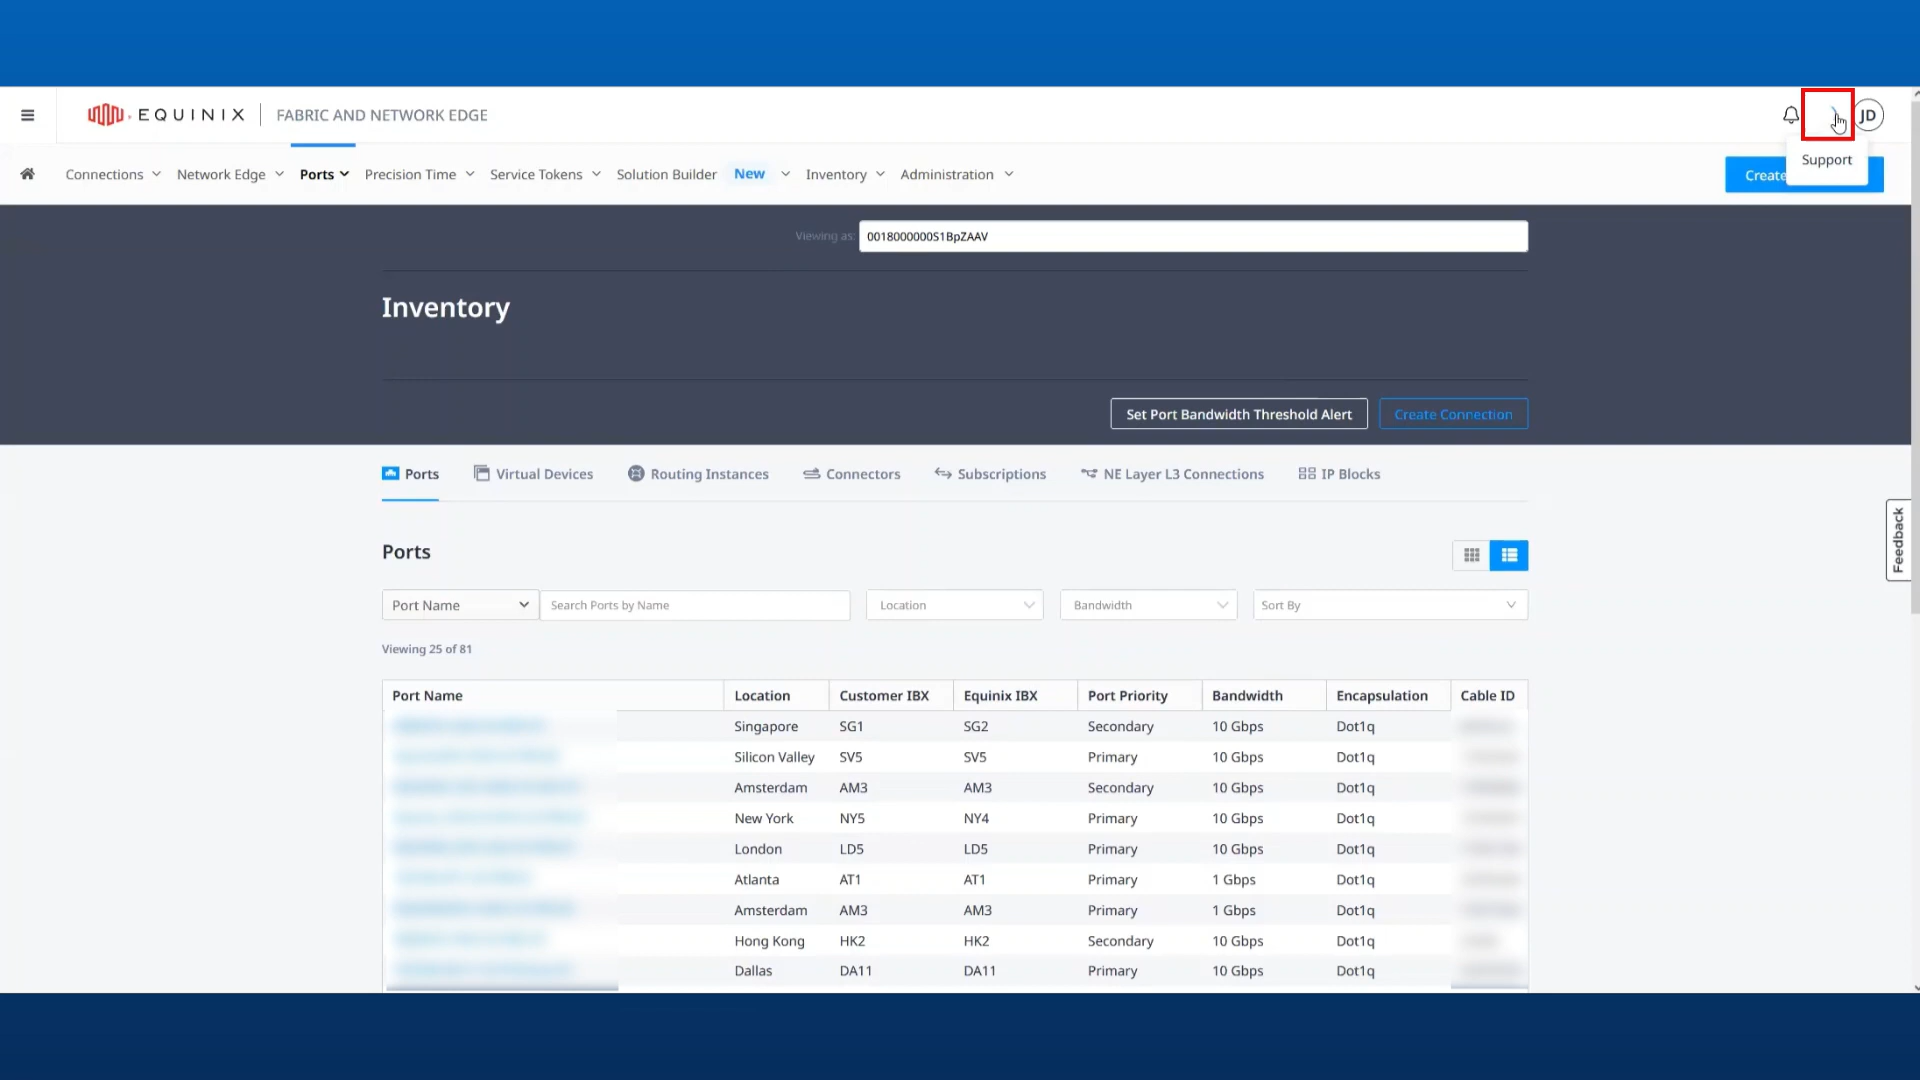 EQUINIX FABRIC AND NETWORK EDGE JD
Support
Connections Network Edge Ports Precision Time Service Tokens Solution Builder New Inventory Administration Create
Viewing as: 0018000000S1BpZAAV
Inventory
Set Port Bandwidth Threshold Alert Create Connection
Ports Virtual Devices Routing Instances Connectors Subscriptions NE Layer L3 Connections IP Blocks
Feedback
Ports
Port Name Search Ports by Name Location Bandwidth Sort By
Viewing 25 of 81
Port Name Location Customer IBX Equinix IBX Port Priority Bandwidth Encapsulation Cable ID
Singapore SG1 SG2 Secondary 10 Gbps Dot1q
Silicon Valley SV5 SV5 Primary 10 Gbps Dot1q
Amsterdam AM3 AM3 Secondary 10 Gbps Dot1q
New York NY5 NY4 Primary 10 Gbps Dot1q
London LD5 LD5 Primary 10 Gbps Dot1q
Atlanta AT1 AT1 Primary 1 Gbps Dot1q
Amsterdam AM3 AM3 Primary 1 Gbps Dot1q
Hong Kong HK2 HK2 Secondary 10 Gbps Dot1q
Dallas DA11 DA11 Primary 10 Gbps Dot1q